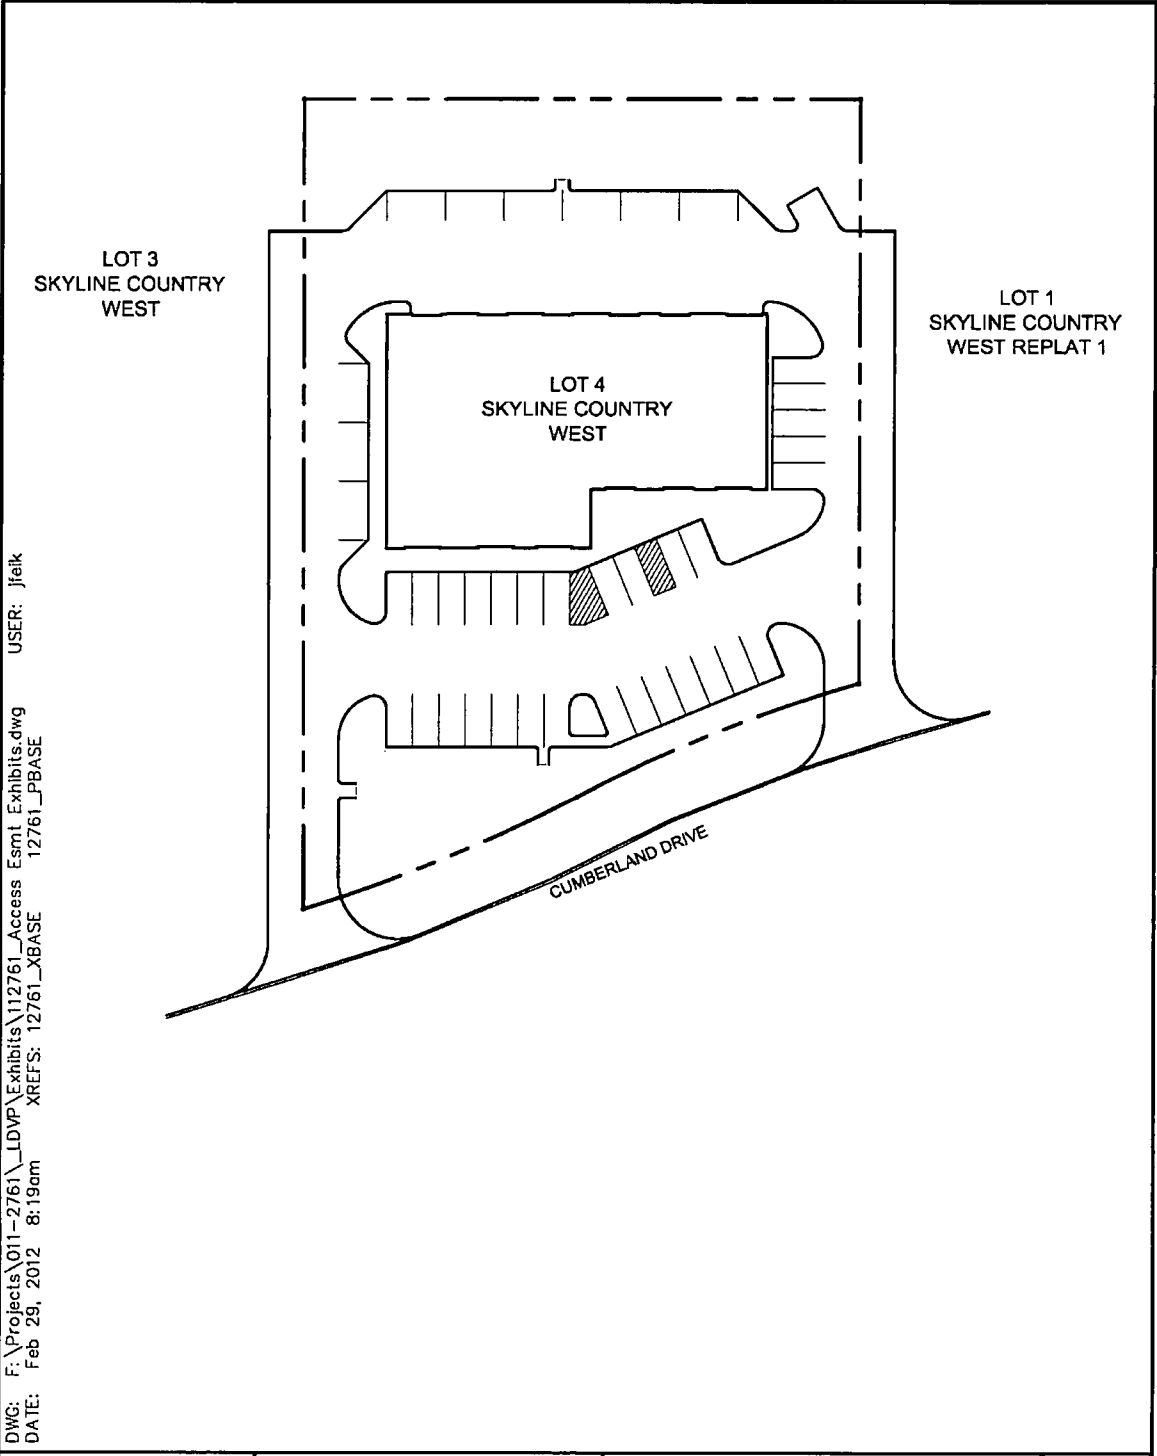 LOT 3
SKYLINE COUNTRY
WEST
LOT 1
SKYLINE COUNTRY
WEST REPLAT 1
LOT 4
SKYLINE COUNTRY
WEST
CUMBERLAND DRIVE
DWG: F:\Projects\011-2761\_LDVP\Exhibits\112761_Access Esmt Exhibits.dwg USER: jfeik
DATE: Feb 29, 2012 8:19am XREFS: 12761_XBASE 12761_PBASE